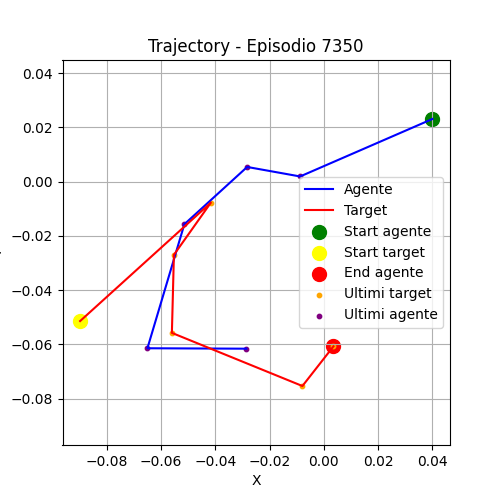 Trajectory - Episodio 7350
0.04
0.02
0.00
−0.02
−0.04
−0.06
−0.08
Agente
Target
Start agente
Start target
End agente
Ultimi target
Ultimi agente
−0.08 −0.06 −0.04 −0.02 0.00 0.02 0.04
X